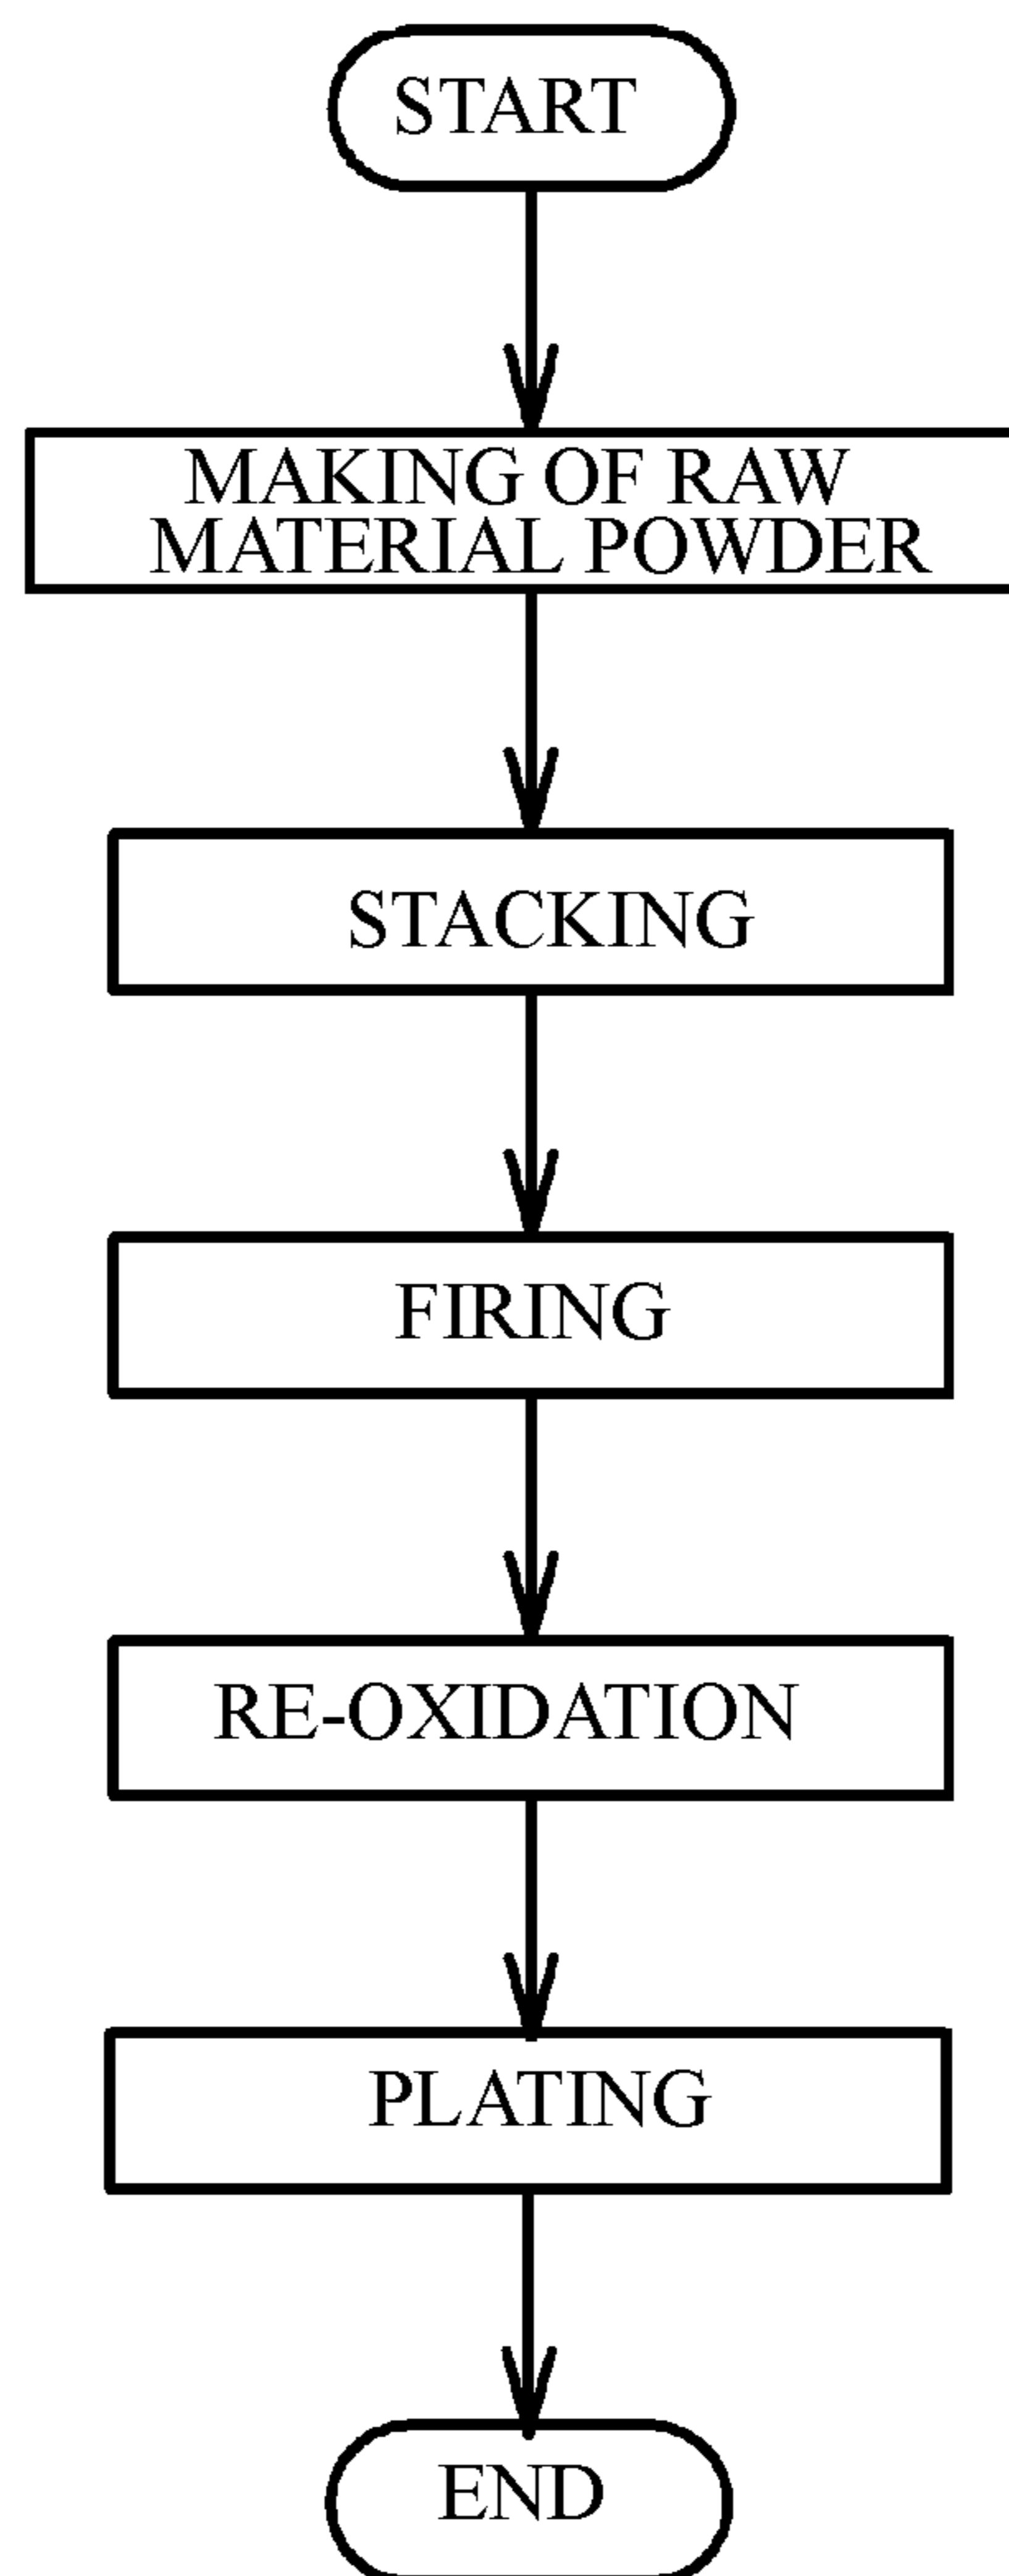 START
MAKING OF RAW
MATERIAL POWDER
STACKING
FIRING
RE-OXIDATION
PLATING
END